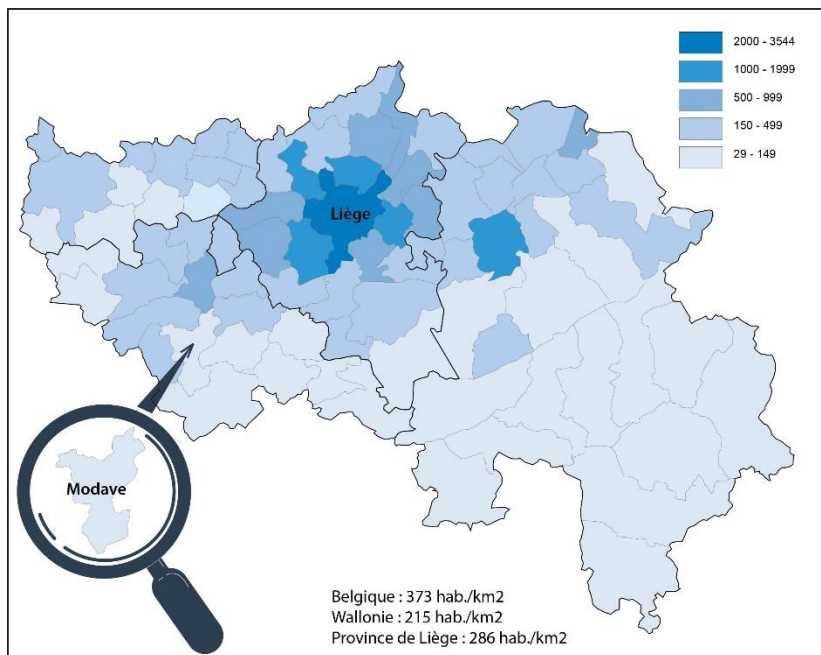 2000 - 3544
1000 - 1999
500 - 999
150 - 499
29 - 149
Liège
Modave
Belgique : 373 hab./km2
Wallonie : 215 hab./km2
Province de Liège : 286 hab./km2